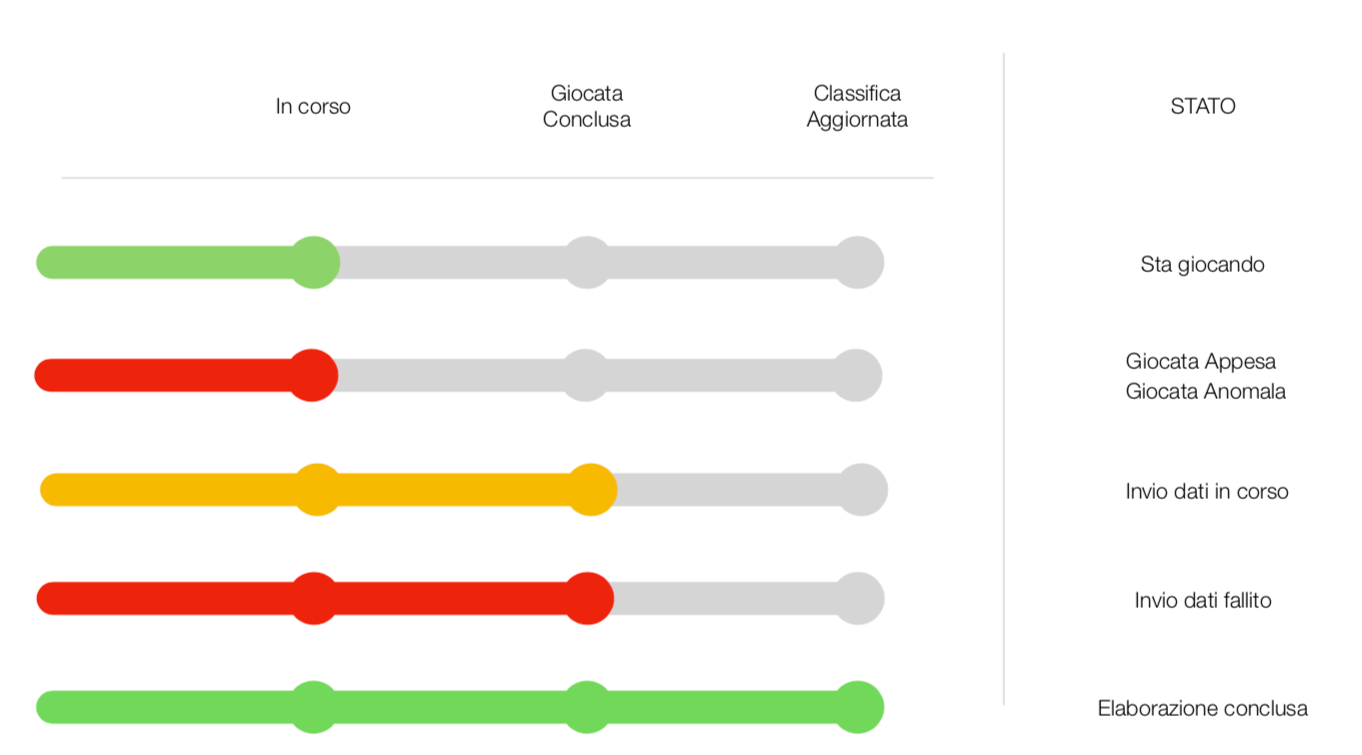 In corso
Giocata
Conclusa
Classifica
Aggiornata
STATO
Sta giocando
Giocata Appesa
Giocata Anomala
Invio dati in corso
Invio dati fallito
Elaborazione conclusa